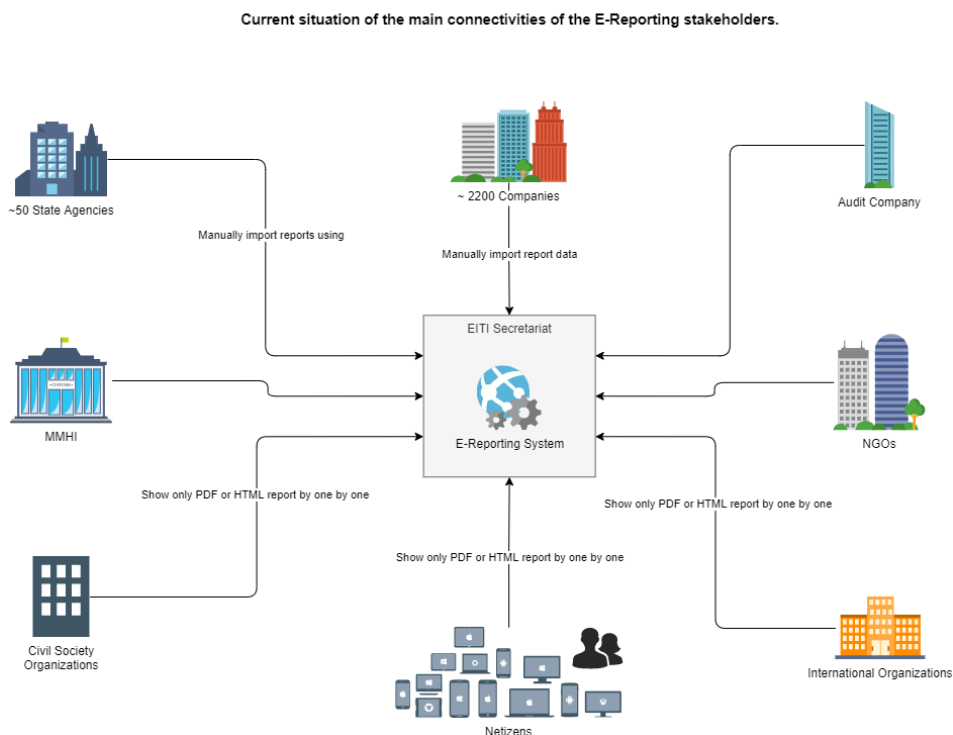 Current situation of the main connectivities of the E-Reporting stakeholders.
~50 State Agencies
~ 2200 Companies
Audit Company
Manually import reports using
Manually import report data
EITI Secretariat
E-Reporting System
MMHI
NGOs
Show only PDF or HTML report by one by one
Show only PDF or HTML report by one by one
Show only PDF or HTML report by one by one
Civil Society
Organizations
International Organizations
Netizens